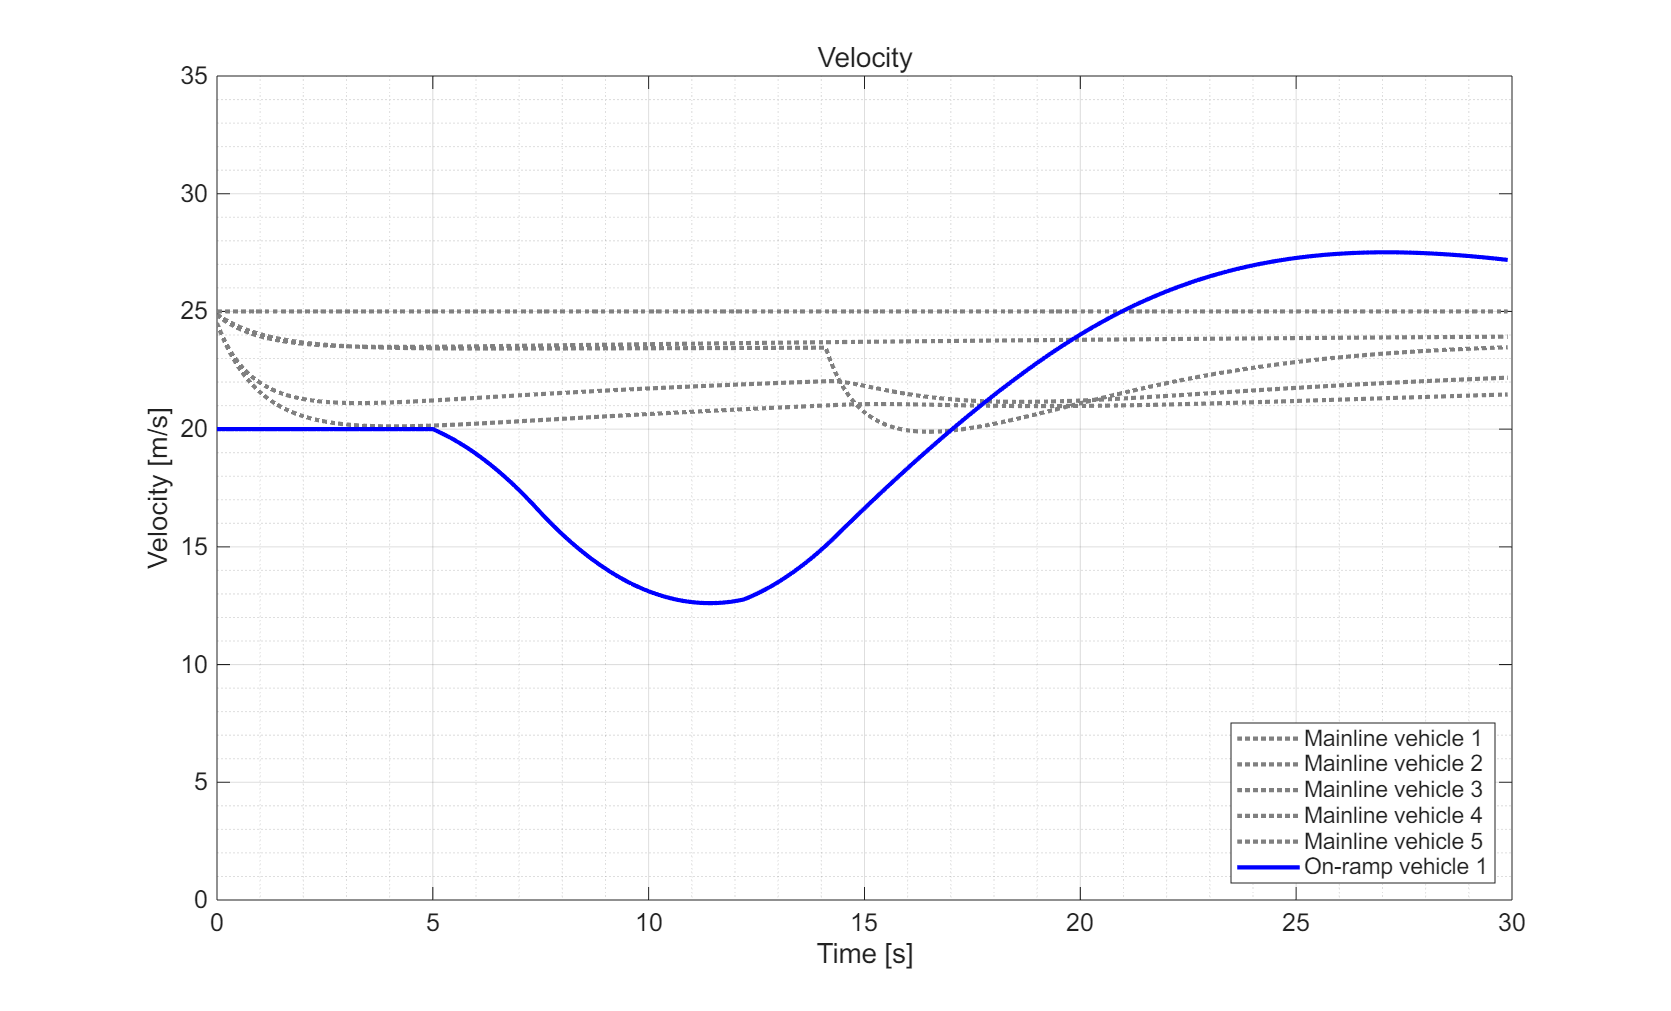 Velocity
35
30
25
20
15
10
5
0
Velocity [m/s]
0 5 10 15 20 25 30
Time [s]
Mainline vehicle 1
Mainline vehicle 2
Mainline vehicle 3
Mainline vehicle 4
Mainline vehicle 5
On-ramp vehicle 1